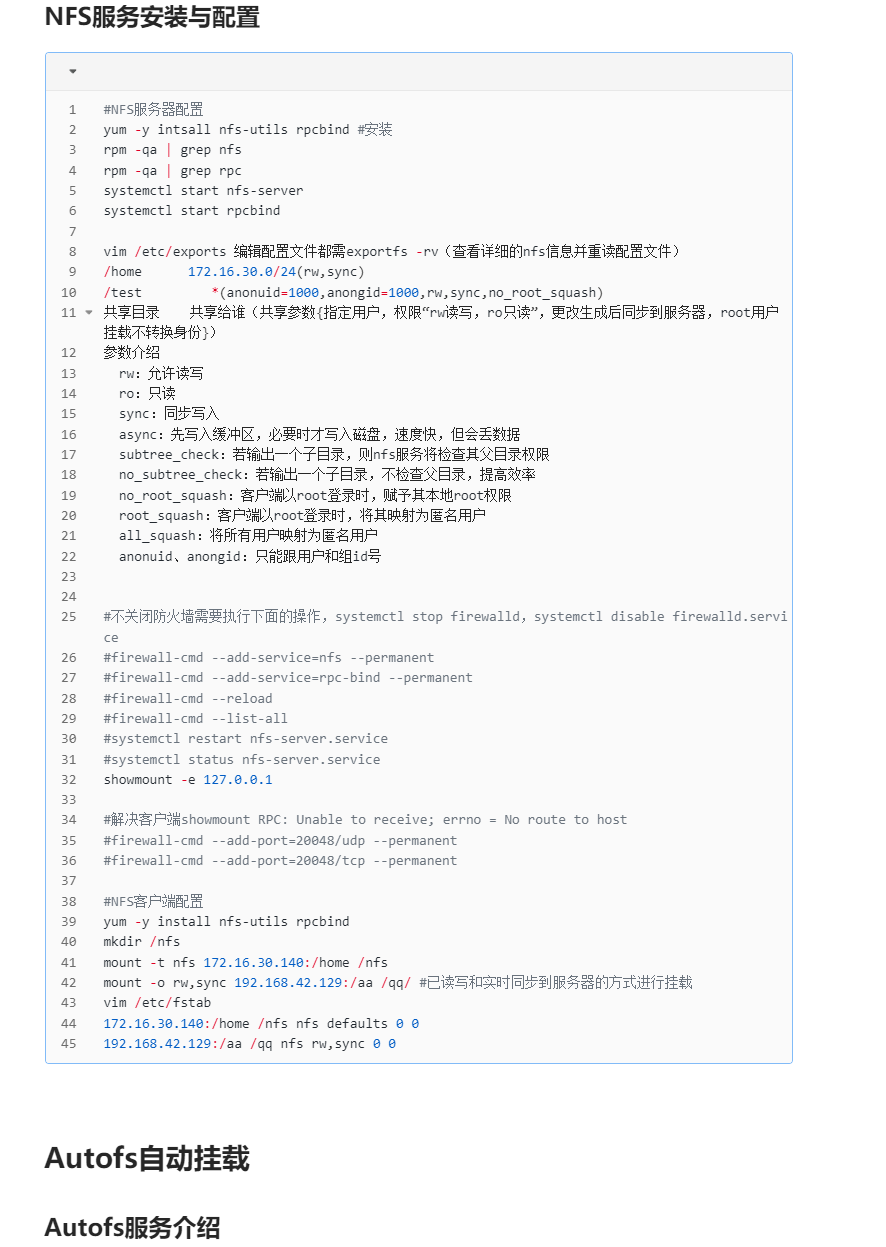 NFS服务安装与配置
1 #NFS服务器配置
2 yum -y intsall nfs-utils rpcbind #安装
3 rpm -qa | grep nfs
4 rpm -qa | grep rpc
5 systemctl start nfs-server
6 systemctl start rpcbind
7
8 vim /etc/exports 编辑配置文件都需exportfs -rv（查看详细的nfs信息并重读配置文件）
9 /home      172.16.30.0/24(rw,sync)
10 /test         *(anonuid=1000,anongid=1000,rw,sync,no_root_squash)
11 共享目录    共享给谁（共享参数{指定用户，权限“rw读写，ro只读”，更改生成后同步到服务器，root用户
挂载不转换身份}）
12 参数介绍
13   rw：允许读写
14   ro：只读
15   sync：同步写入
16   async：先写入缓冲区，必要时才写入磁盘，速度快，但会丢数据
17   subtree_check：若输出一个子目录，则nfs服务将检查其父目录权限
18   no_subtree_check：若输出一个子目录，不检查父目录，提高效率
19   no_root_squash：客户端以root登录时，赋予其本地root权限
20   root_squash：客户端以root登录时，将其映射为匿名用户
21   all_squash：将所有用户映射为匿名用户
22   anonuid、anongid：只能跟用户和组id号
23
24
25 #不关闭防火墙需要执行下面的操作，systemctl stop firewalld，systemctl disable firewalld.servi
ce
26 #firewall-cmd --add-service=nfs --permanent
27 #firewall-cmd --add-service=rpc-bind --permanent
28 #firewall-cmd --reload
29 #firewall-cmd --list-all
30 #systemctl restart nfs-server.service
31 #systemctl status nfs-server.service
32 showmount -e 127.0.0.1
33
34 #解决客户端showmount RPC: Unable to receive; errno = No route to host
35 #firewall-cmd --add-port=20048/udp --permanent
36 #firewall-cmd --add-port=20048/tcp --permanent
37
38 #NFS客户端配置
39 yum -y install nfs-utils rpcbind
40 mkdir /nfs
41 mount -t nfs 172.16.30.140:/home /nfs
42 mount -o rw,sync 192.168.42.129:/aa /qq/ #已读写和实时同步到服务器的方式进行挂载
43 vim /etc/fstab
44 172.16.30.140:/home /nfs nfs defaults 0 0
45 192.168.42.129:/aa /qq nfs rw,sync 0 0
Autofs自动挂载
Autofs服务介绍